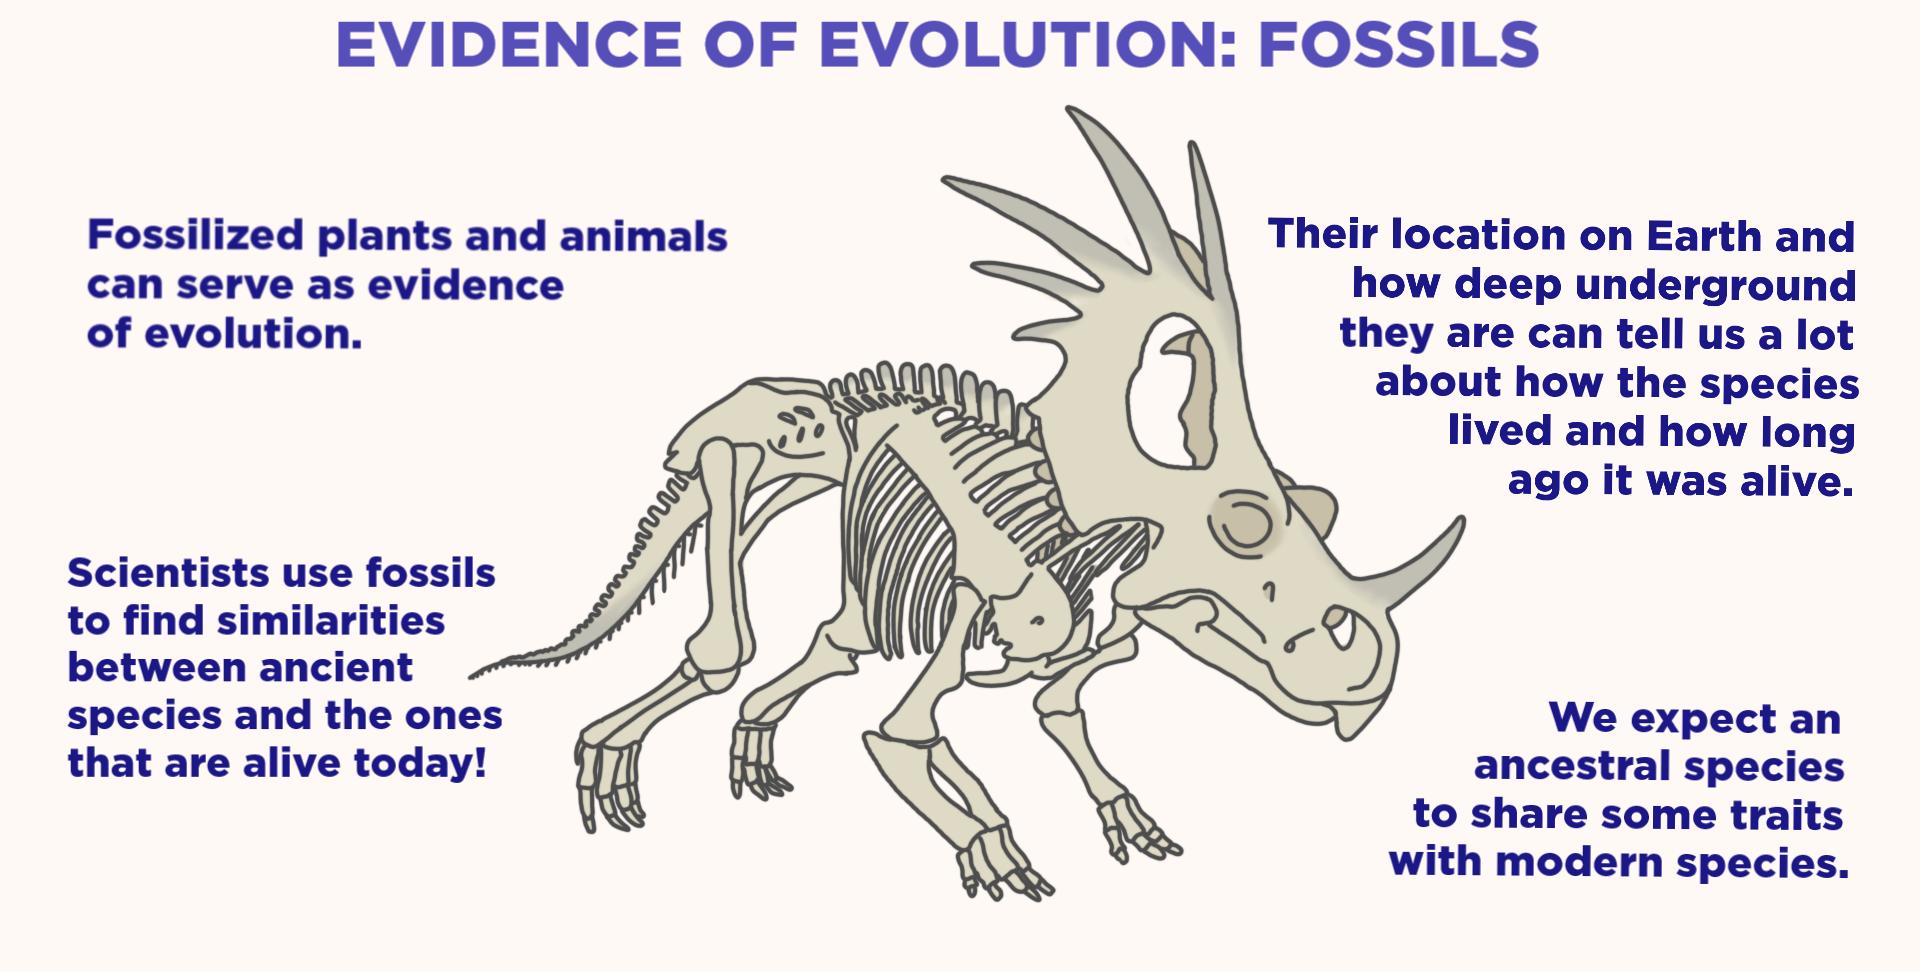 EVIDENCE OF EVOLUTION: FOSSILS
Fossilized plants and animals
can serve as evidence
of evolution.
Their location on Earth and
how deep underground
they are can tell us a lot
about how the species
lived and how long
ago it was alive.
Scientists use fossils
to find similarities
between ancient
species and the ones
that are alive today!
We expect an
ancestral species
to share some traits
with modern species.